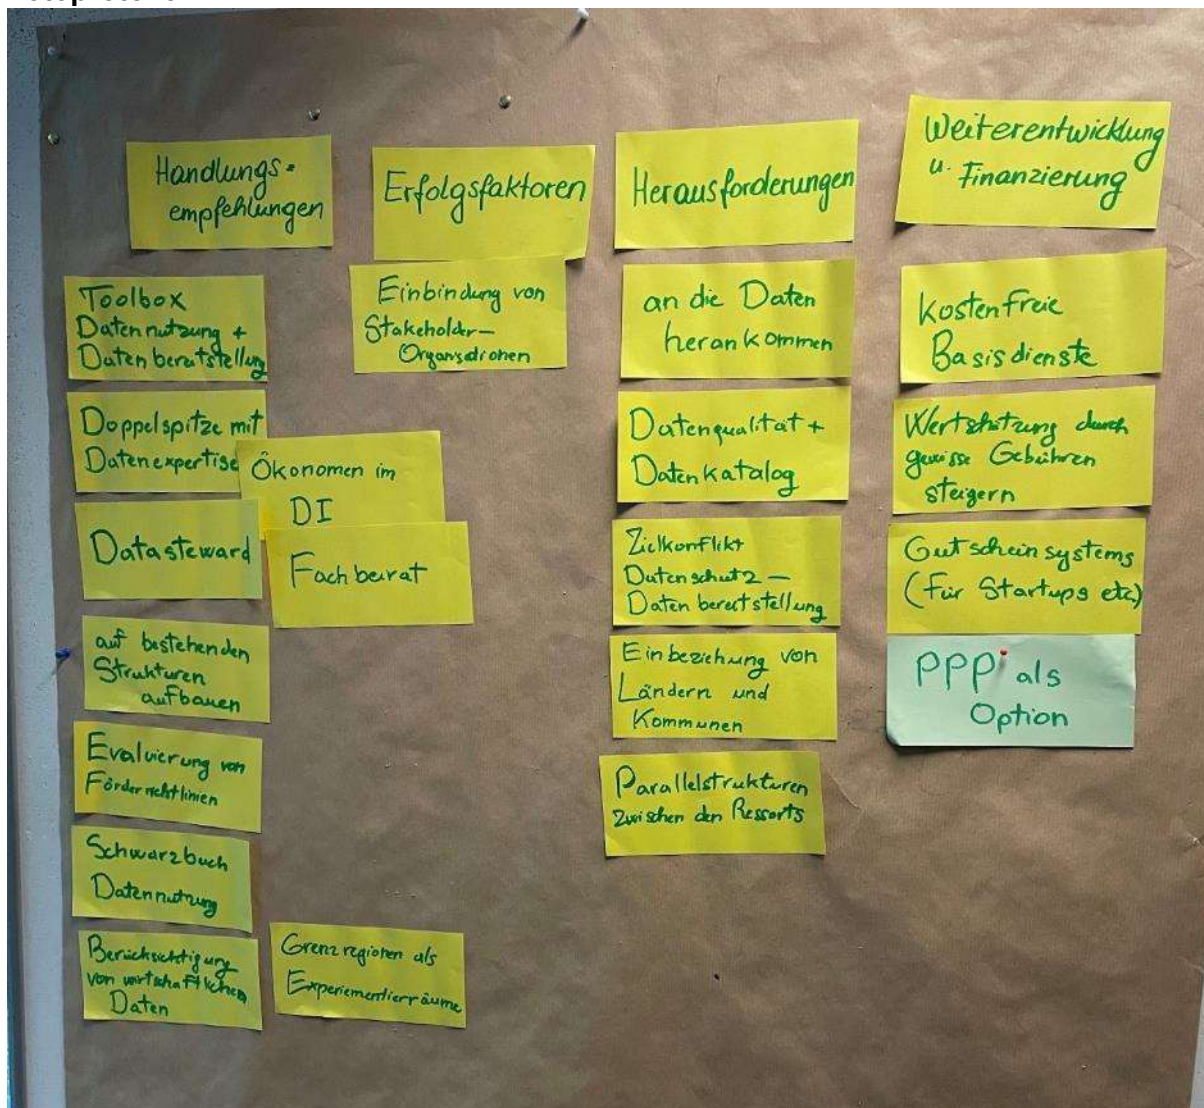 Handlungs-
empfehlungen
Toolbox
Datennutzung +
Datenbereitstellung
Doppelspitze mit
Datenexpertise
Ökonomen im
DI
Datasteward
Fachbeirat
auf bestehenden
Strukturen
aufbauen
Evaluierung von
Förderrichtlinien
Schwarzbuch
Datennutzung
Berücksichtigung
von wirtschaftlichen
Daten
Grenzregionen als
Experiementierräume
Erfolgsfaktoren
Einbindung von
Stakeholder-
Organisationen
Herausforderungen
an die Daten
herankommen
Datenqualität +
Datenkatalog
Zielkonflikt
Datenschutz –
Datenbereitstellung
Einbeziehung von
Ländern und
Kommunen
Parallelstrukturen
zwischen den Ressorts
Weiterentwicklung
u. Finanzierung
Kostenfreie
Basisdienste
Wertschätzung durch
gewisse Gebühren
steigern
Gutscheinsystems
(für Startups etc.)
PPP als
Option